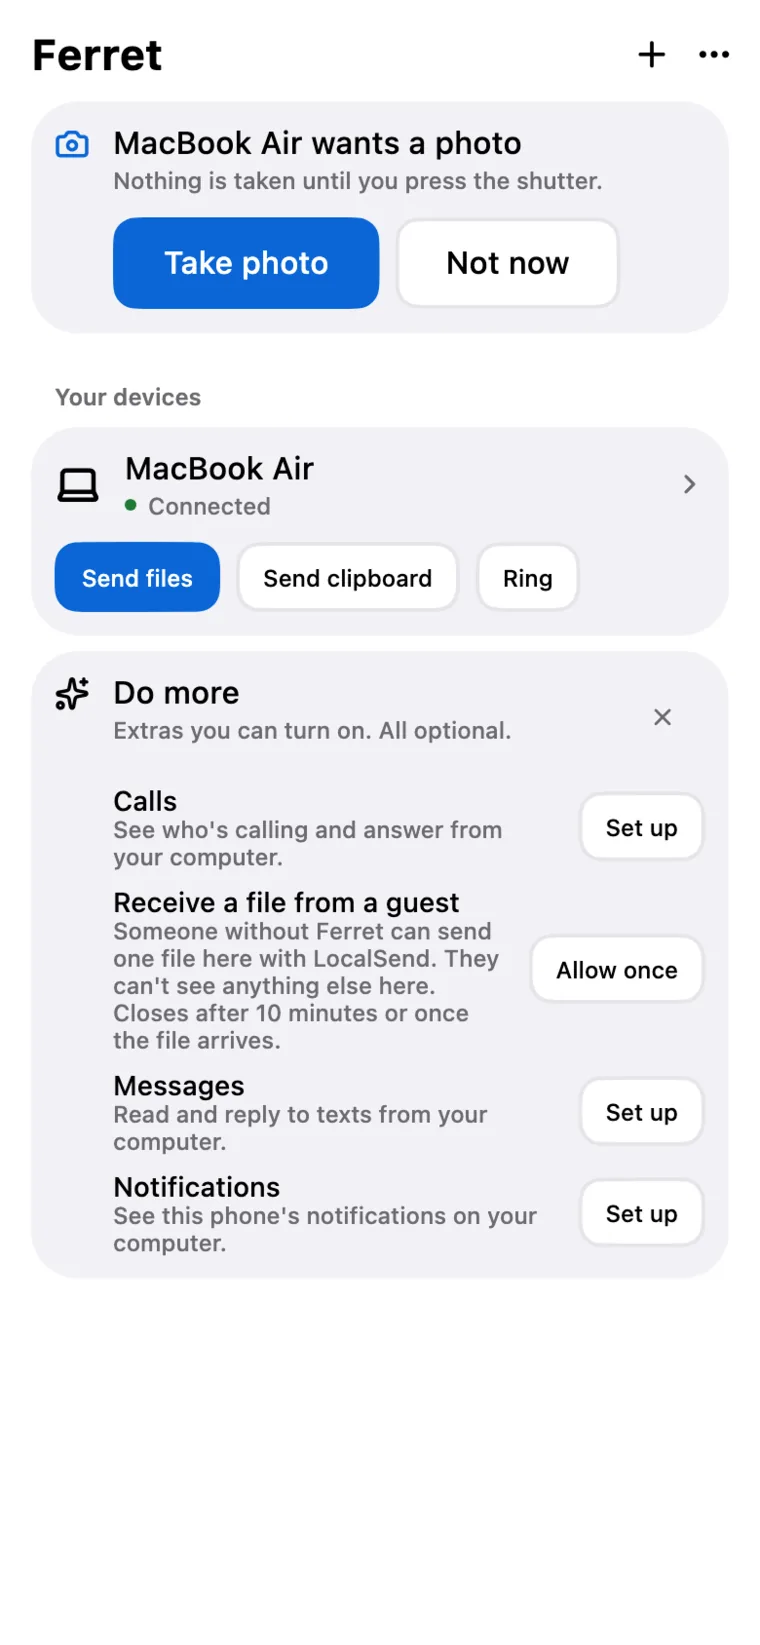 Ferret
MacBook Air wants a photo
Nothing is taken until you press the shutter.
Take photo
Not now
Your devices
MacBook Air
Connected
Send files
Send clipboard
Ring
Do more
Extras you can turn on. All optional.
Calls
See who's calling and answer from
your computer.
Set up
Receive a file from a guest
Someone without Ferret can send
one file here with LocalSend. They
can't see anything else here.
Closes after 10 minutes or once
the file arrives.
Allow once
Messages
Read and reply to texts from your
computer.
Set up
Notifications
See this phone's notifications on your
computer.
Set up